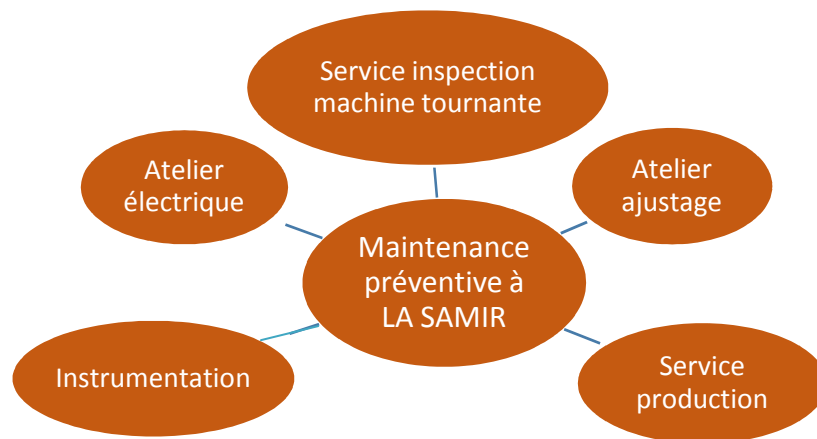 Service inspection
machine tournante
Atelier
électrique
Atelier
ajustage
Maintenance
préventive à
LA SAMIR
Instrumentation
Service
production